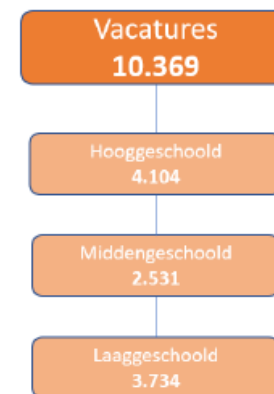 Vacatures
10.369
Hooggeschoold
4.104
Middengeschoold
2.531
Laaggeschoold
3.734